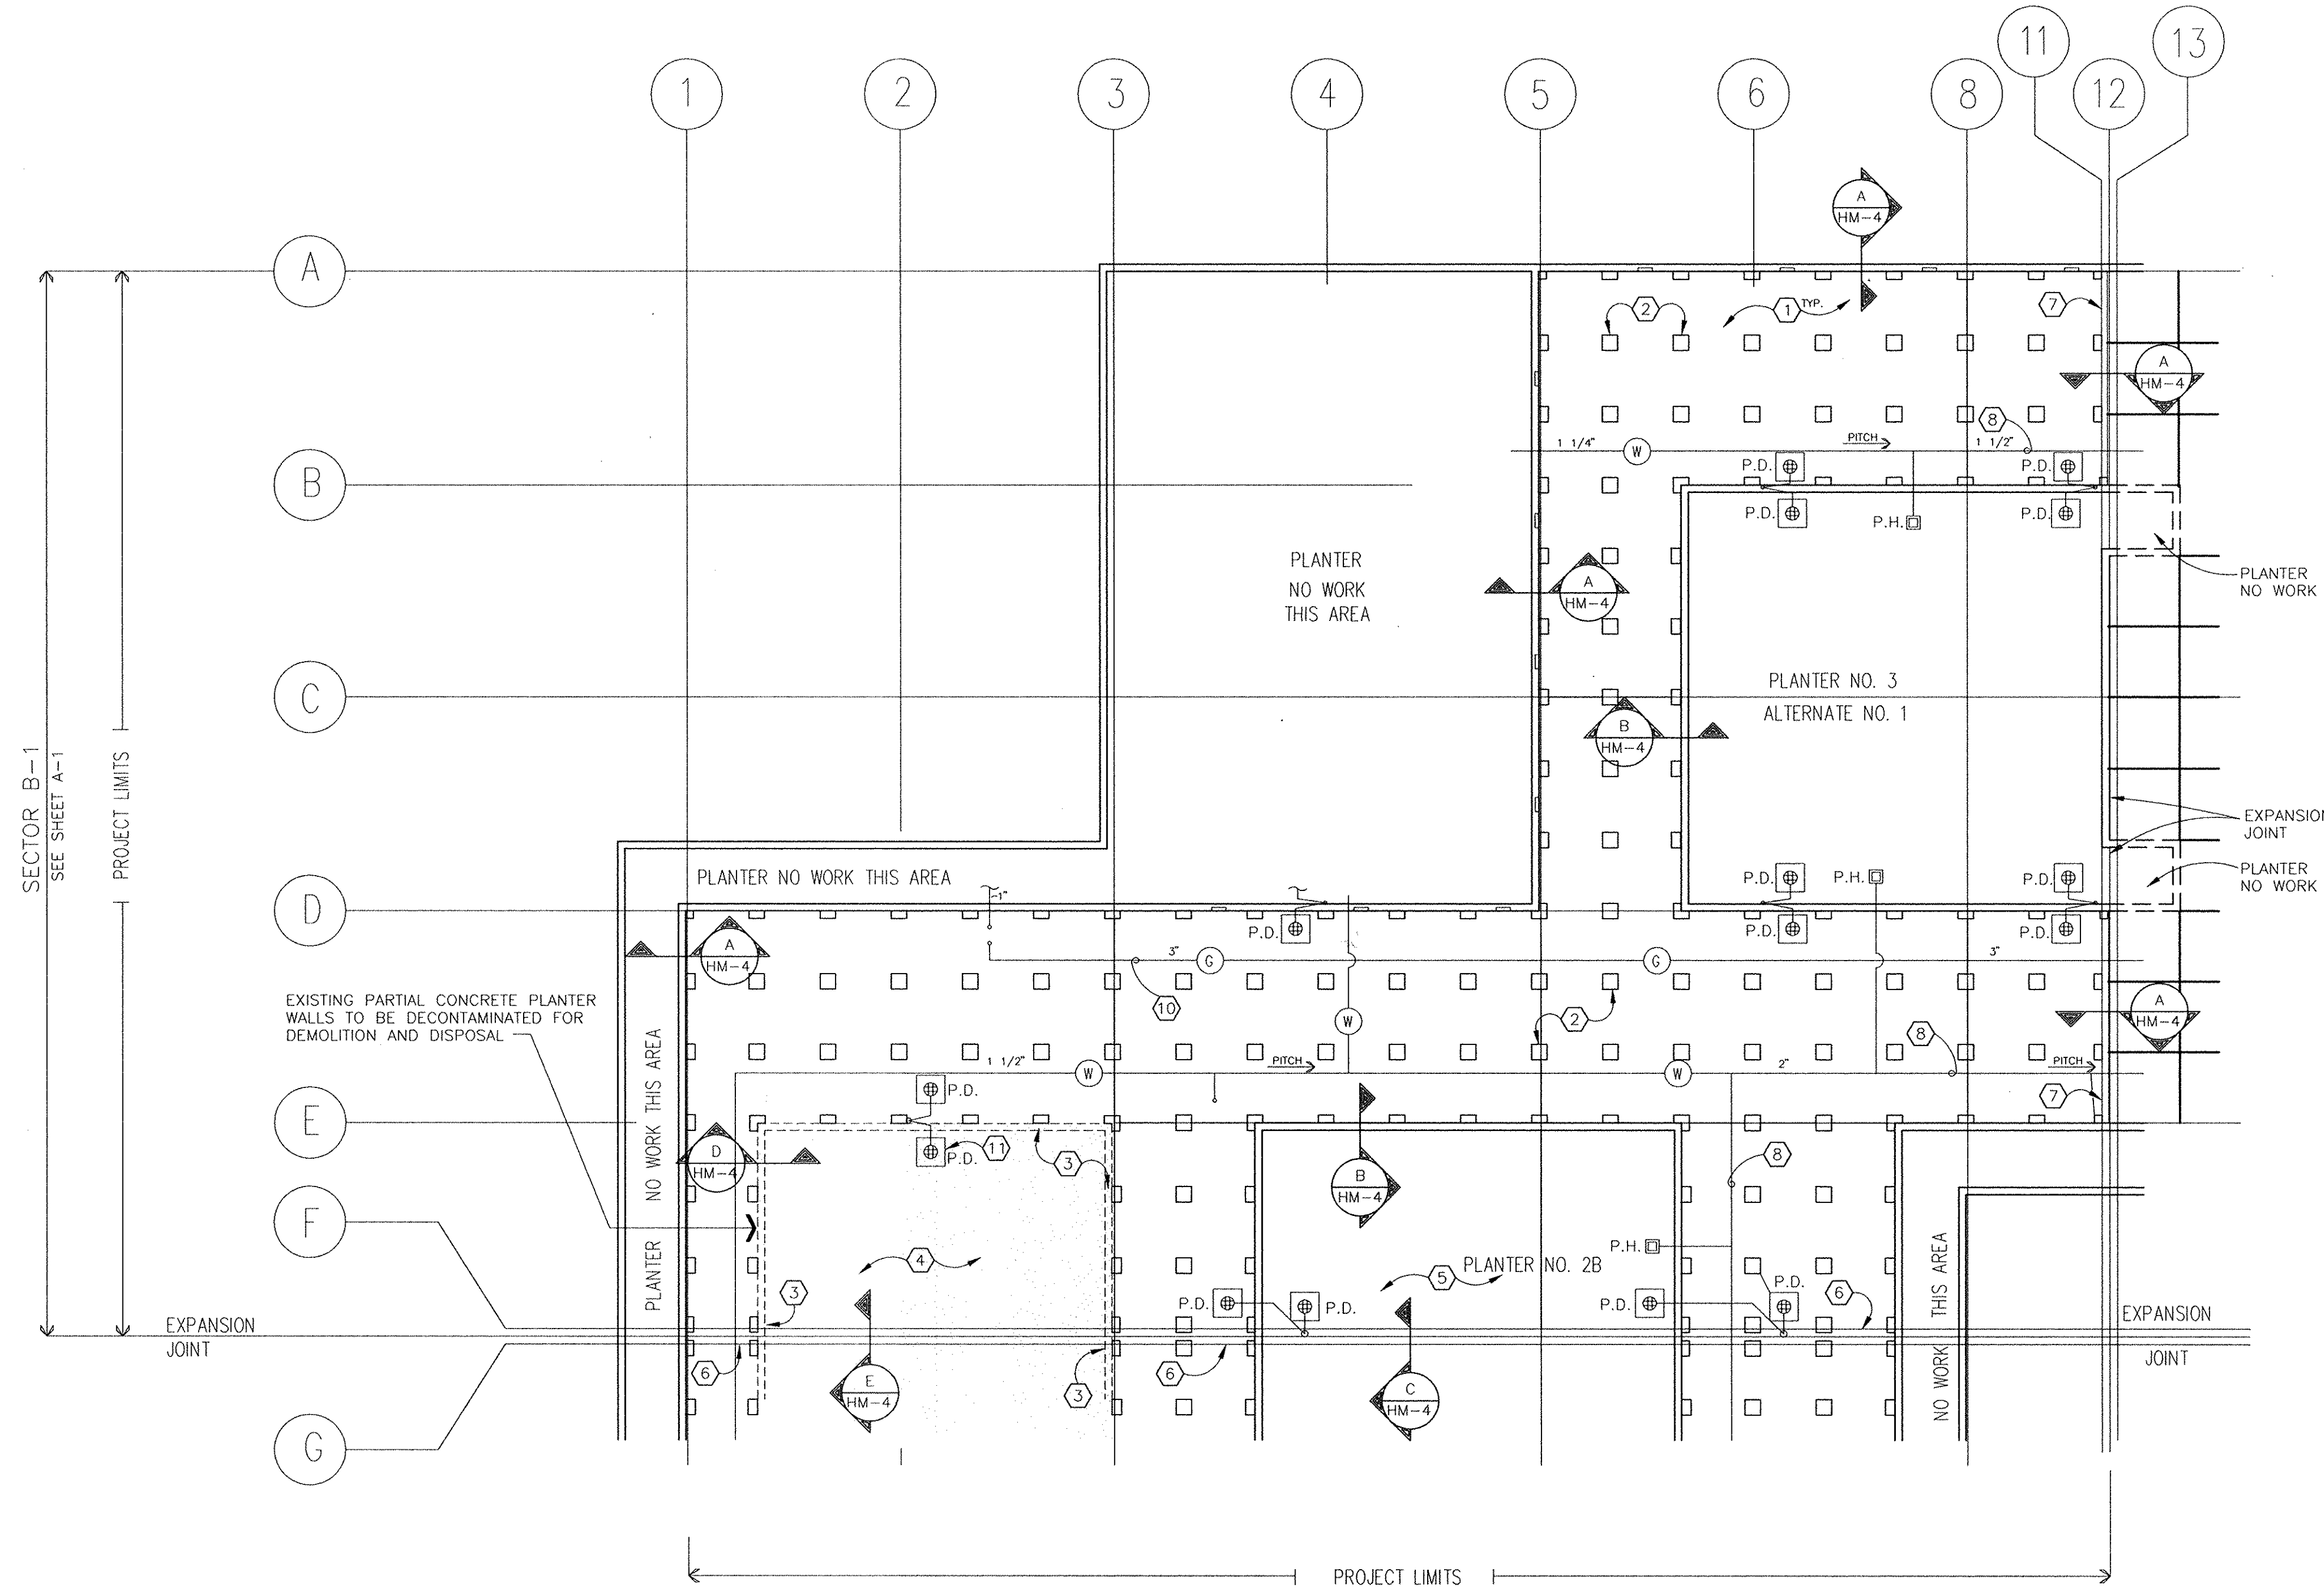 11
13
1
2
3
4
5
6
8
12
A
HM-4
A
2
1
TYP.
7
A
HM-4
8
1 1/4"
W
PITCH
1 1/2"
P.D.
P.D.
B
P.D.
P.H.
P.D.
PLANTER
NO WORK
THIS AREA
A
HM-4
PLANTER
NO WORK
C
PLANTER NO. 3
ALTERNATE NO. 1
B
HM-4
SECTOR B-1
SEE SHEET A-1
PROJECT LIMITS
EXPANSION
JOINT
PLANTER NO WORK THIS AREA
1"
P.D.
P.H.
P.D.
PLANTER
NO WORK
D
P.D.
P.D.
P.D.
A
HM-4
3"
G
G
3"
EXISTING PARTIAL CONCRETE PLANTER
WALLS TO BE DECONTAMINATED FOR
DEMOLITION AND DISPOSAL
10
W
2
A
HM-4
8
1 1/2"
W
PITCH
W
2"
PITCH
P.D.
7
E
PLANTER NO WORK THIS AREA
D
HM-4
P.D.
11
3
B
HM-4
8
F
4
P.H.
PLANTER NO. 2B
5
3
P.D.
P.D.
P.D.
P.D.
6
NO WORK THIS AREA
EXPANSION
JOINT
EXPANSION
JOINT
6
E
HM-4
3
6
C
HM-4
G
PROJECT LIMITS